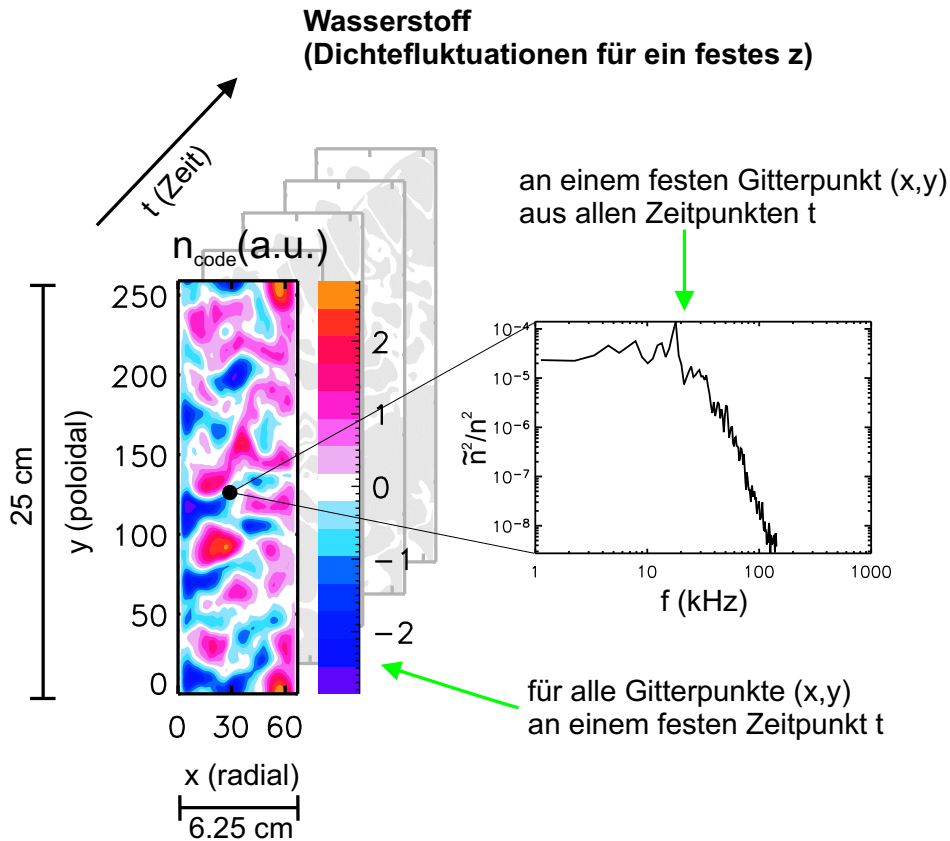 Wasserstoff
(Dichtefluktuationen für ein festes z)
t (Zeit)
an einem festen Gitterpunkt (x,y)
aus allen Zeitpunkten t
n_code (a.u.)
250
200
150
100
50
0
y (poloidal)
25 cm
0 30 60
x (radial)
6.25 cm
2
1
0
−1
−2
10⁻⁴
10⁻⁵
10⁻⁶
10⁻⁷
10⁻⁸
ñ²/n²
1 10 100 1000
f (kHz)
für alle Gitterpunkte (x,y)
an einem festen Zeitpunkt t